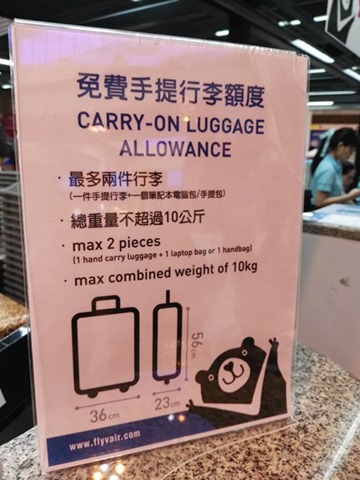 免費手提行李額度
CARRY-ON LUGGAGE
ALLOWANCE
· 最多兩件行李
(一件手提行李+一個筆記本電腦包/手提包)
· 總重量不超過10公斤
· max 2 pieces
(1 hand carry luggage + 1 laptop bag or 1 handbag)
· max combined weight of 10kg
56cm
36cm
23cm
www.flyvair.com